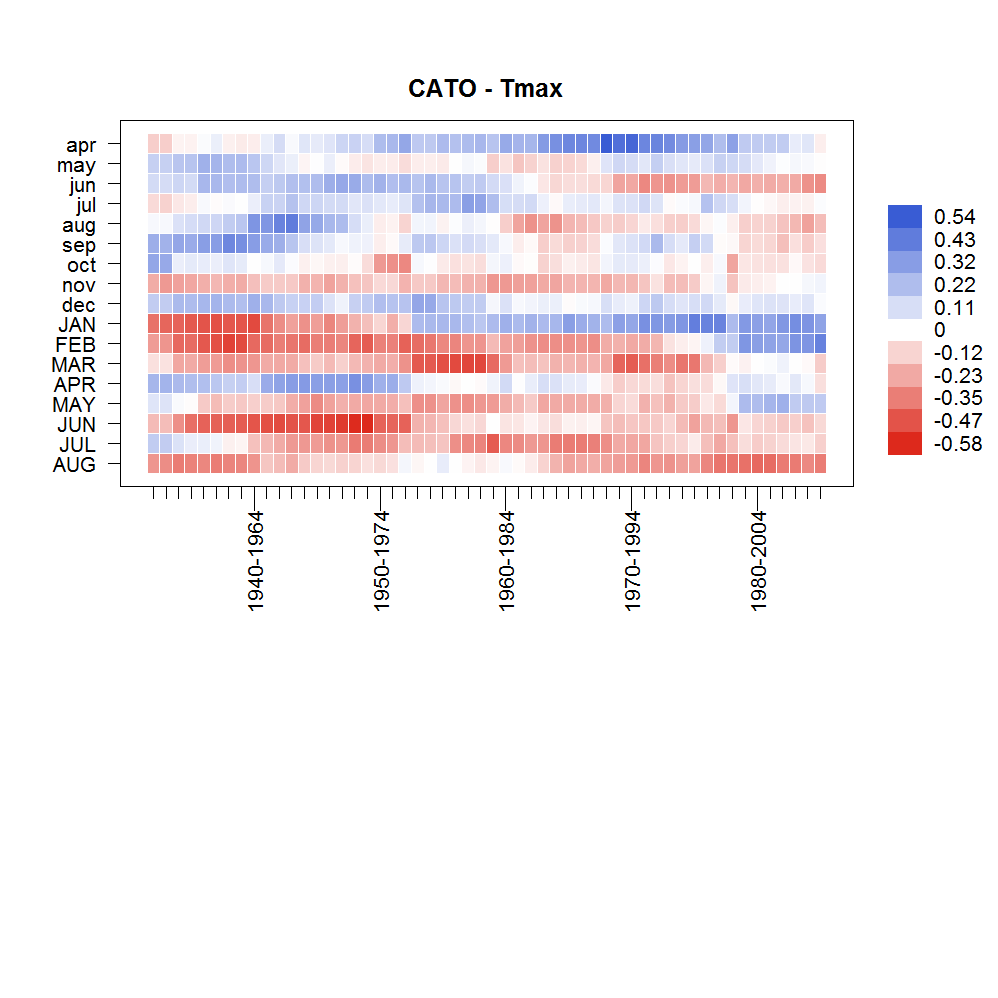 CATO - Tmax
apr
may
jun
jul
aug
sep
oct
nov
dec
JAN
FEB
MAR
APR
MAY
JUN
JUL
AUG
0.54
0.43
0.32
0.22
0.11
0
-0.12
-0.23
-0.35
-0.47
-0.58
1940-1964
1950-1974
1960-1984
1970-1994
1980-2004